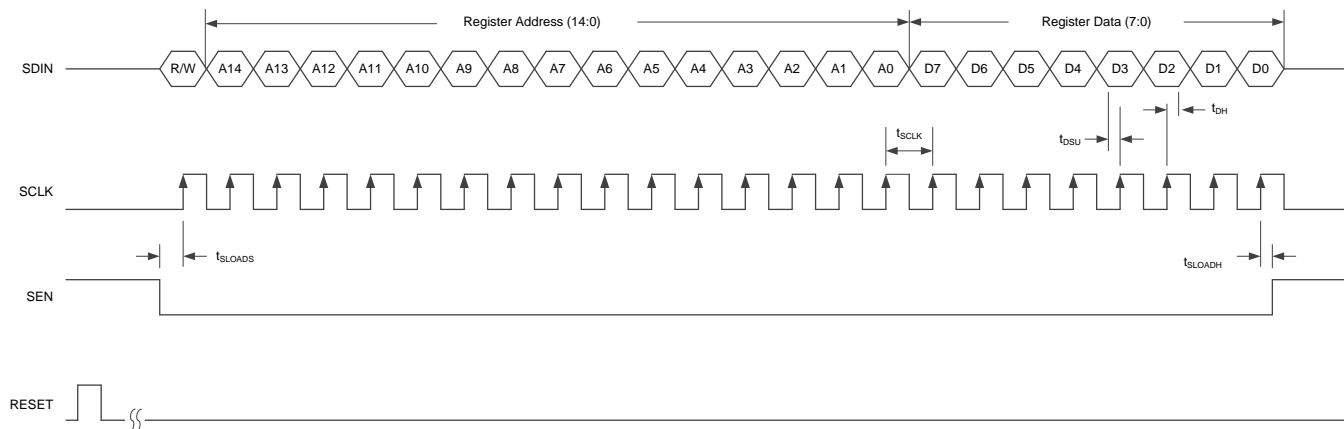 Register Address (14:0) Register Data (7:0)
SDIN R/W A14 A13 A12 A11 A10 A9 A8 A7 A6 A5 A4 A3 A2 A1 A0 D7 D6 D5 D4 D3 D2 D1 D0
tDH
tSCLK tDSU
SCLK
tSLOADS tSLOADH
SEN
RESET